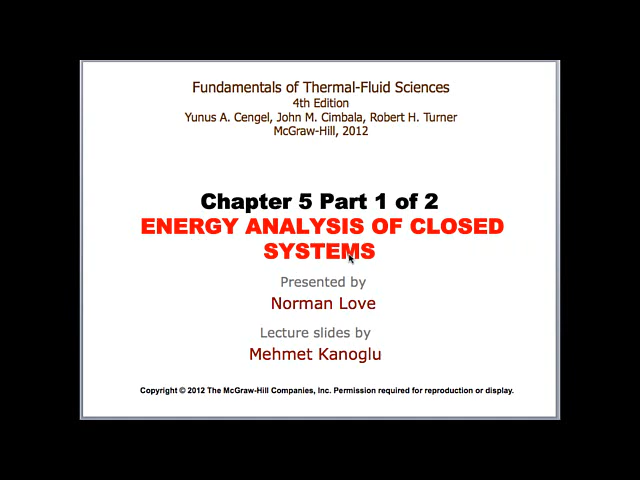 Fundamentals of Thermal-Fluid Sciences
4th Edition
Yunus A. Cengel, John M. Cimbala, Robert H. Turner
McGraw-Hill, 2012
Chapter 5 Part 1 of 2
ENERGY ANALYSIS OF CLOSED
SYSTEMS
Presented by
Norman Love
Lecture slides by
Mehmet Kanoglu
Copyright © 2012 The McGraw-Hill Companies, Inc. Permission required for reproduction or display.